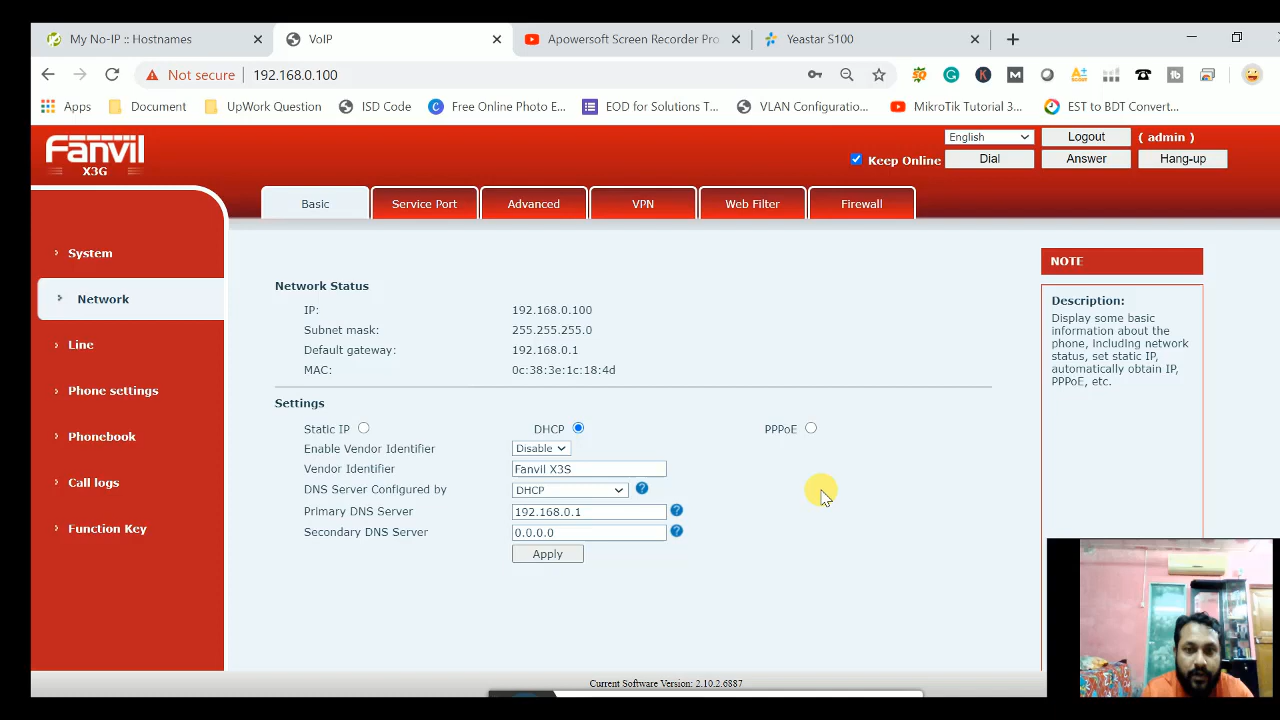 My No-IP :: Hostnames
VoIP
Apowersoft Screen Recorder Pro
Yeastar S100
Not secure
192.168.0.100
Apps
Document
UpWork Question
ISD Code
Free Online Photo E...
EOD for Solutions T...
VLAN Configuratio...
MikroTik Tutorial 3...
EST to BDT Convert...
Fanvil
X3G
English
Logout
( admin )
Keep Online
Dial
Answer
Hang-up
Basic
Service Port
Advanced
VPN
Web Filter
Firewall
System
Network
Line
Phone settings
Phonebook
Call logs
Function Key
Network Status
IP: 192.168.0.100
Subnet mask: 255.255.255.0
Default gateway: 192.168.0.1
MAC: 0c:38:3e:1c:18:4d
Settings
Static IP DHCP PPPoE
Enable Vendor Identifier Disable
Vendor Identifier Fanvil X3S
DNS Server Configured by DHCP
Primary DNS Server 192.168.0.1
Secondary DNS Server 0.0.0.0
Apply
NOTE
Description:
Display some basic
information about the
phone, including network
status, set static IP,
automatically obtain IP,
PPPoE, etc.
Current Software Version: 2.10.2.6887